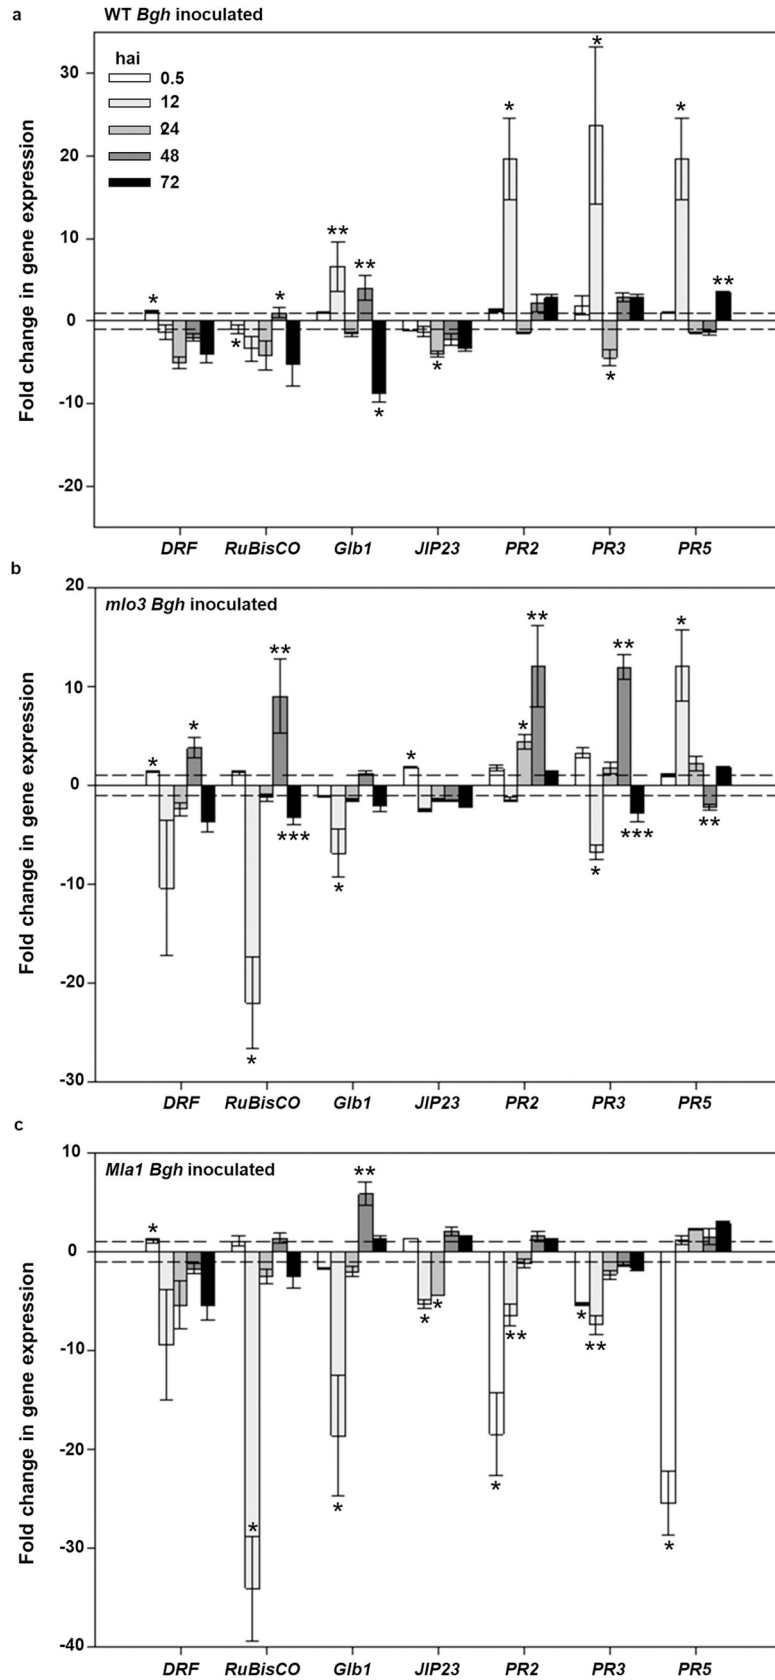 a
WT Bgh inoculated
hai
0.5
12
24
48
72
Fold change in gene expression
30
20
10
0
-10
-20
* * * ** ** * * * * * * **
DRF RuBisCO Glb1 JIP23 PR2 PR3 PR5
b
mlo3 Bgh inoculated
Fold change in gene expression
20
10
0
-10
-20
-30
* * * ** *** * * * ** * ** *** * **
DRF RuBisCO Glb1 JIP23 PR2 PR3 PR5
c
Mla1 Bgh inoculated
Fold change in gene expression
10
0
-10
-20
-30
-40
* * * ** * * * ** * ** *
DRF RuBisCO Glb1 JIP23 PR2 PR3 PR5